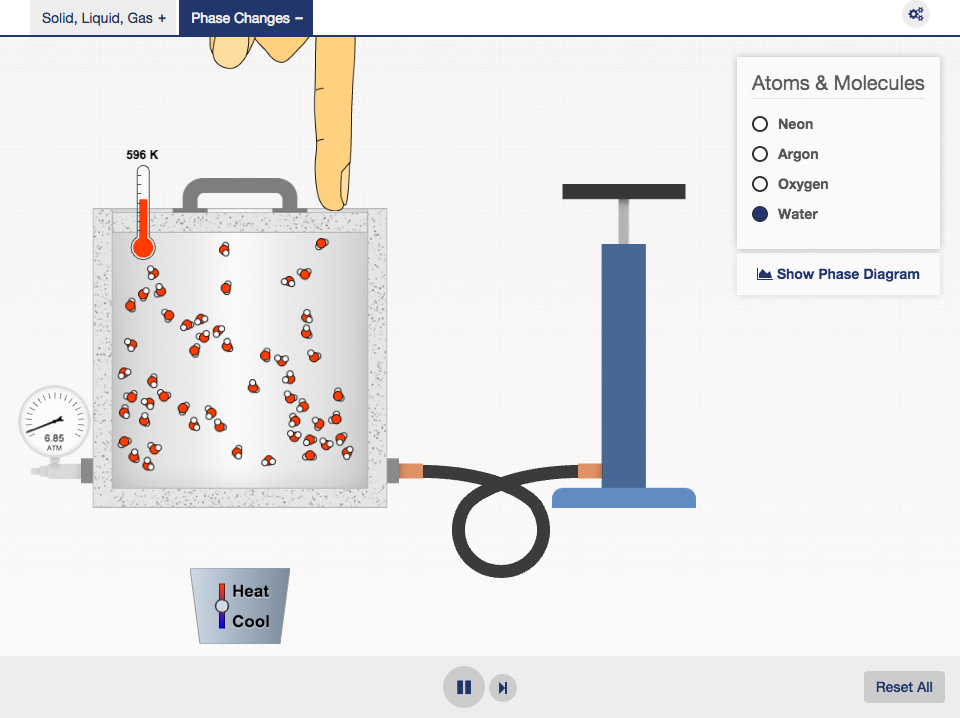 Solid, Liquid, Gas +
Phase Changes −
Atoms & Molecules
Neon
Argon
Oxygen
Water
Show Phase Diagram
596 K
6.85
ATM
Heat
Cool
Reset All